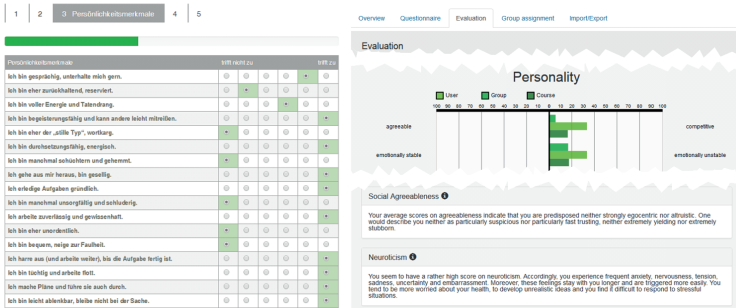 1 2 3 Persönlichkeitsmerkmale 4 5
Persönlichkeitsmerkmale trifft nicht zu trifft zu
Ich bin gesprächig, unterhalte mich gern.
Ich bin eher zurückhaltend, reserviert.
Ich bin voller Energie und Tatendrang.
Ich bin begeisterungsfähig und kann andere leicht mitreißen.
Ich bin eher der „stille Typ", wortkarg.
Ich bin durchsetzungsfähig, energisch.
Ich bin manchmal schüchtern und gehemmt.
Ich gehe aus mir heraus, bin gesellig.
Ich erledige Aufgaben gründlich.
Ich bin manchmal unsorgfältig und schluderig.
Ich arbeite zuverlässig und gewissenhaft.
Ich bin eher unordentlich.
Ich bin bequem, neige zur Faulheit.
Ich harre aus (und arbeite weiter), bis die Aufgabe fertig ist.
Ich bin tüchtig und arbeite flott.
Ich mache Pläne und führe sie auch durch.
Ich bin leicht ablenkbar, bleibe nicht bei der Sache.
Overview Questionnaire Evaluation Group assignment Import/Export
Evaluation
Personality
User Group Course
100 90 80 70 60 50 40 30 20 10 0 10 20 30 40 50 60 70 80 90 100
agreeable competitive
emotionally stable emotionally unstable
Social Agreeableness
Your average scores on agreeableness indicate that you are predisposed neither strongly egocentric nor altruistic. One
would describe you neither as particularly suspicious nor particularly fast trusting, neither extremely yielding nor extremely
stubborn.
Neuroticism
You seem to have a rather high score on neuroticism. Accordingly, you experience frequent anxiety, nervousness, tension,
sadness, uncertainty and embarrassment. Moreover, these feelings stay with you longer and are triggered more easily. You
tend to be more worried about your health, to develop unrealistic ideas and you find it difficult to respond to stressful
situations.